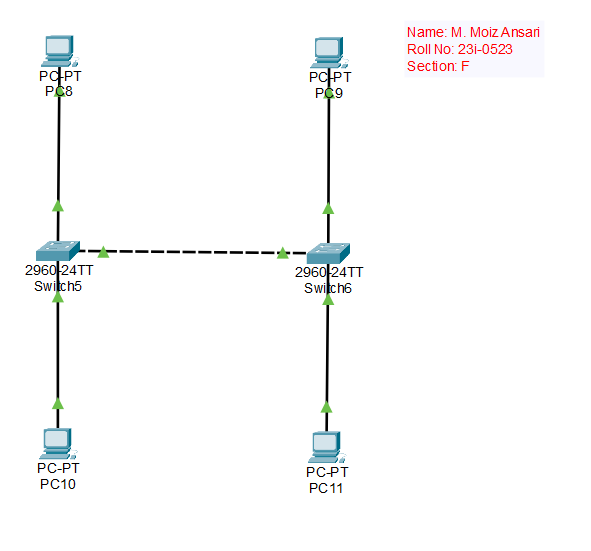 Name: M. Moiz Ansari
Roll No: 23i-0523
Section: F
PC-PT
PC8
PC-PT
PC9
2960-24TT
Switch5
2960-24TT
Switch6
PC-PT
PC10
PC-PT
PC11